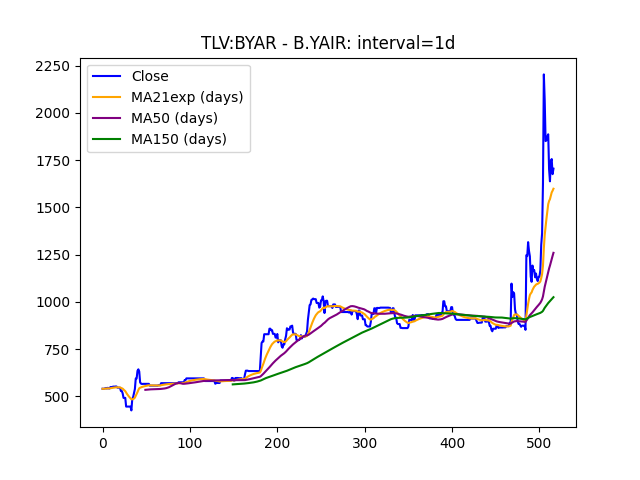 TLV:BYAR - B.YAIR: interval=1d
Close
MA21exp (days)
MA50 (days)
MA150 (days)
2250
2000
1750
1500
1250
1000
750
500
0 100 200 300 400 500